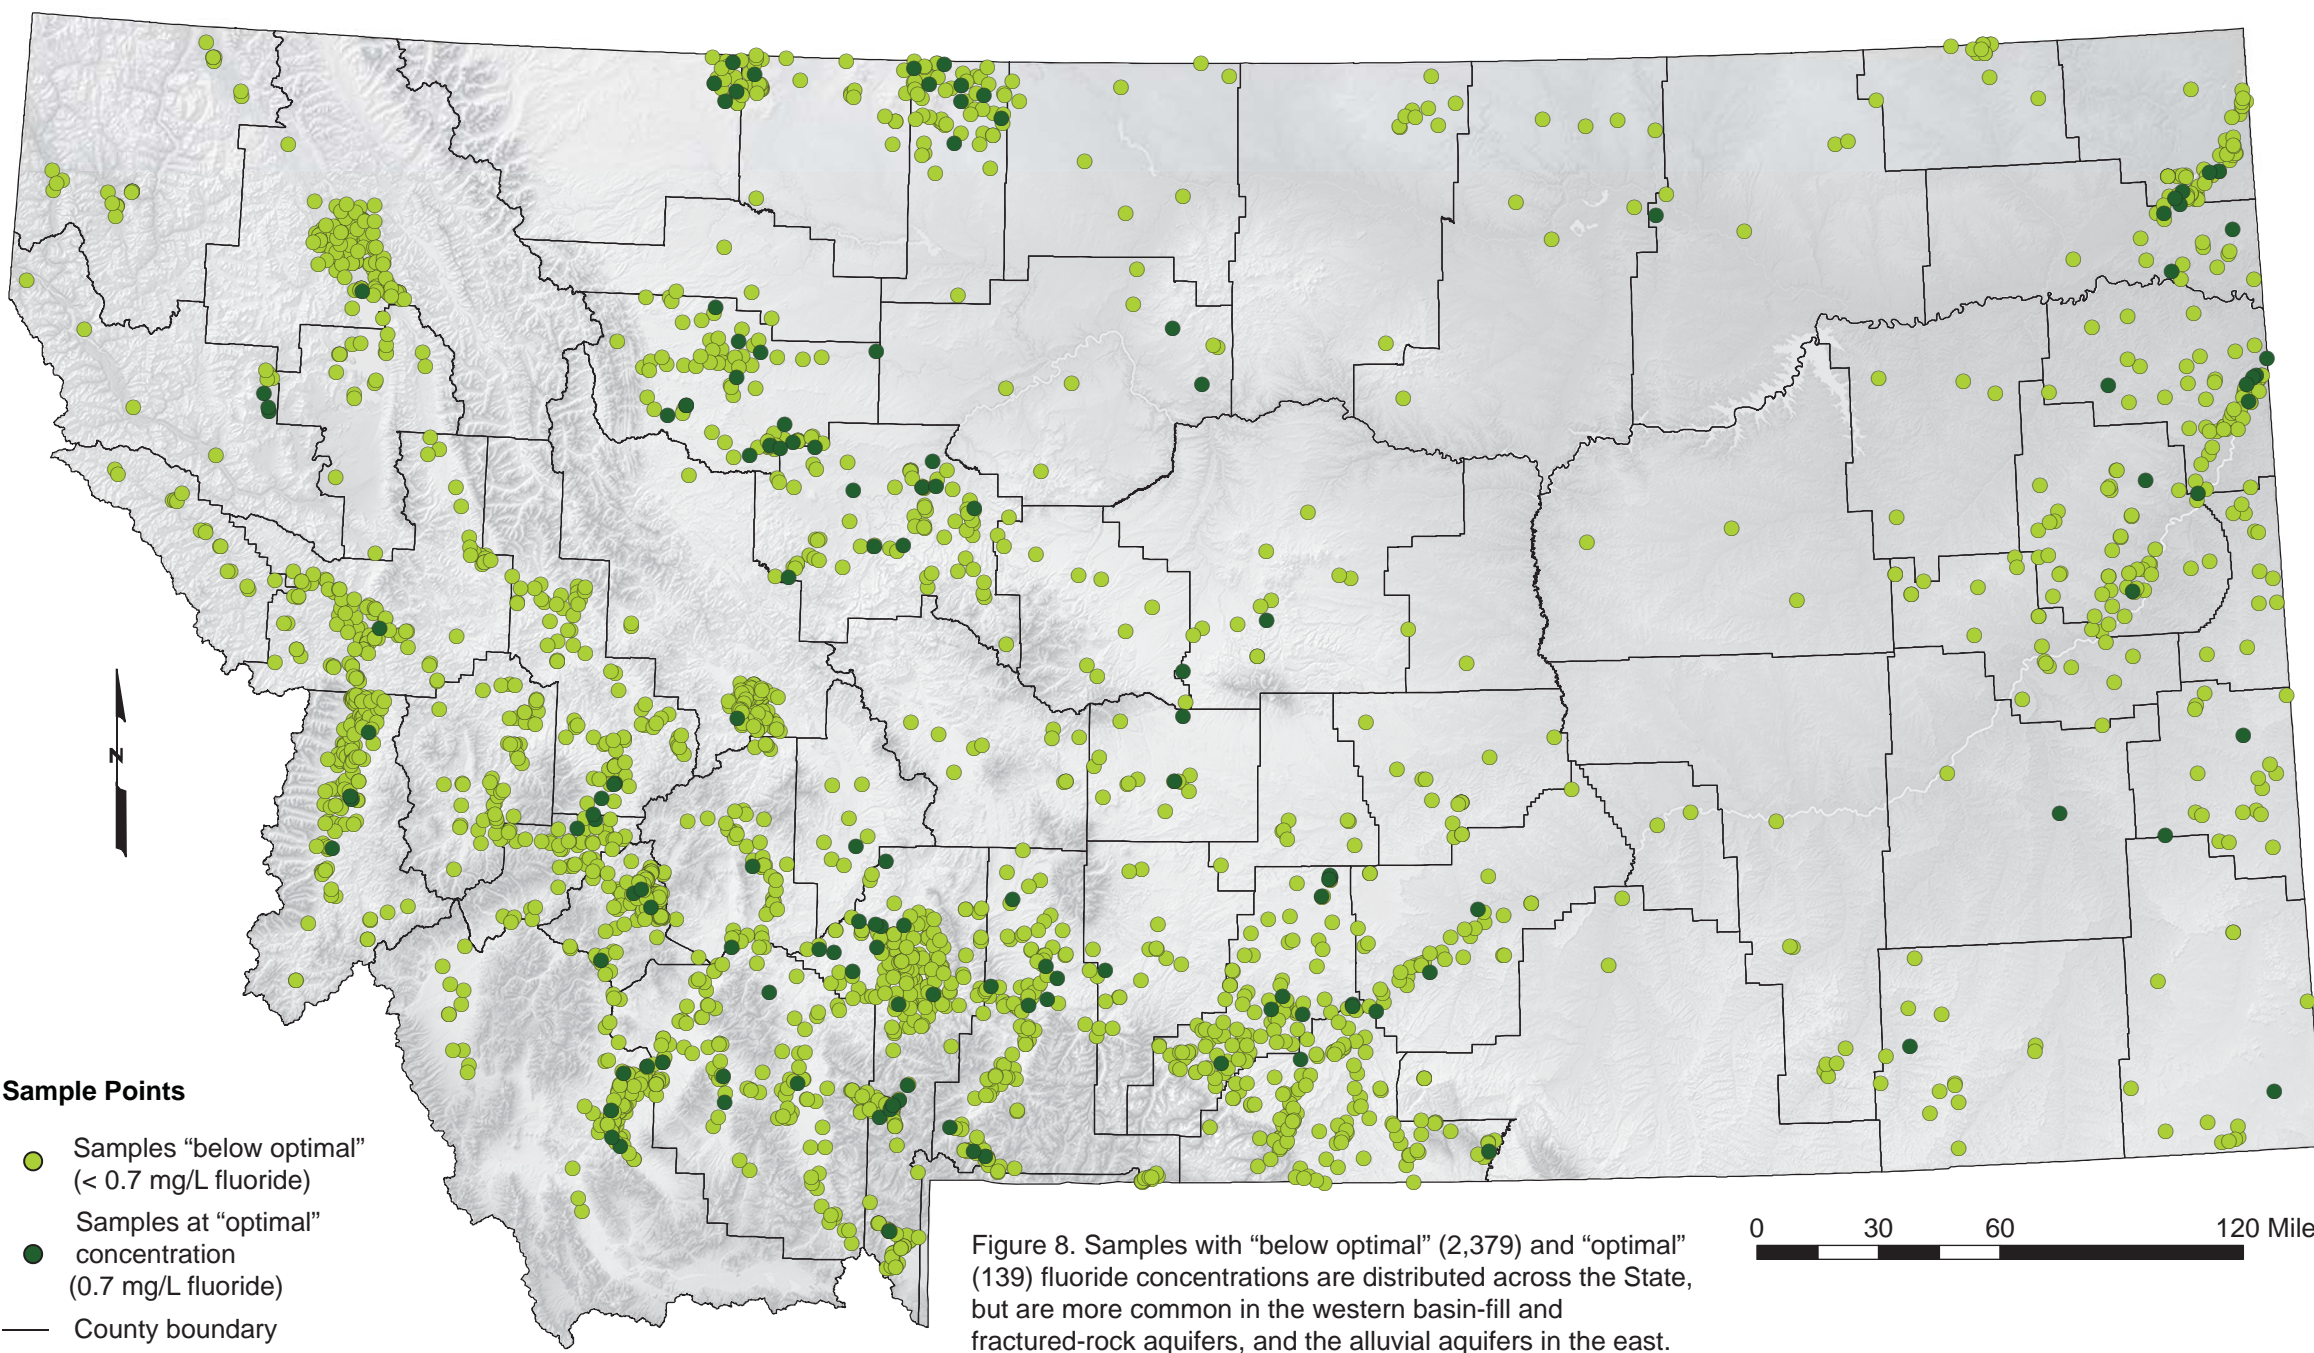 N
Sample Points
Samples “below optimal”
(< 0.7 mg/L fluoride)
Samples at “optimal”
concentration
(0.7 mg/L fluoride)
County boundary
Figure 8. Samples with “below optimal” (2,379) and “optimal”
(139) fluoride concentrations are distributed across the State,
but are more common in the western basin-fill and
fractured-rock aquifers, and the alluvial aquifers in the east.
0 30 60 120 Miles